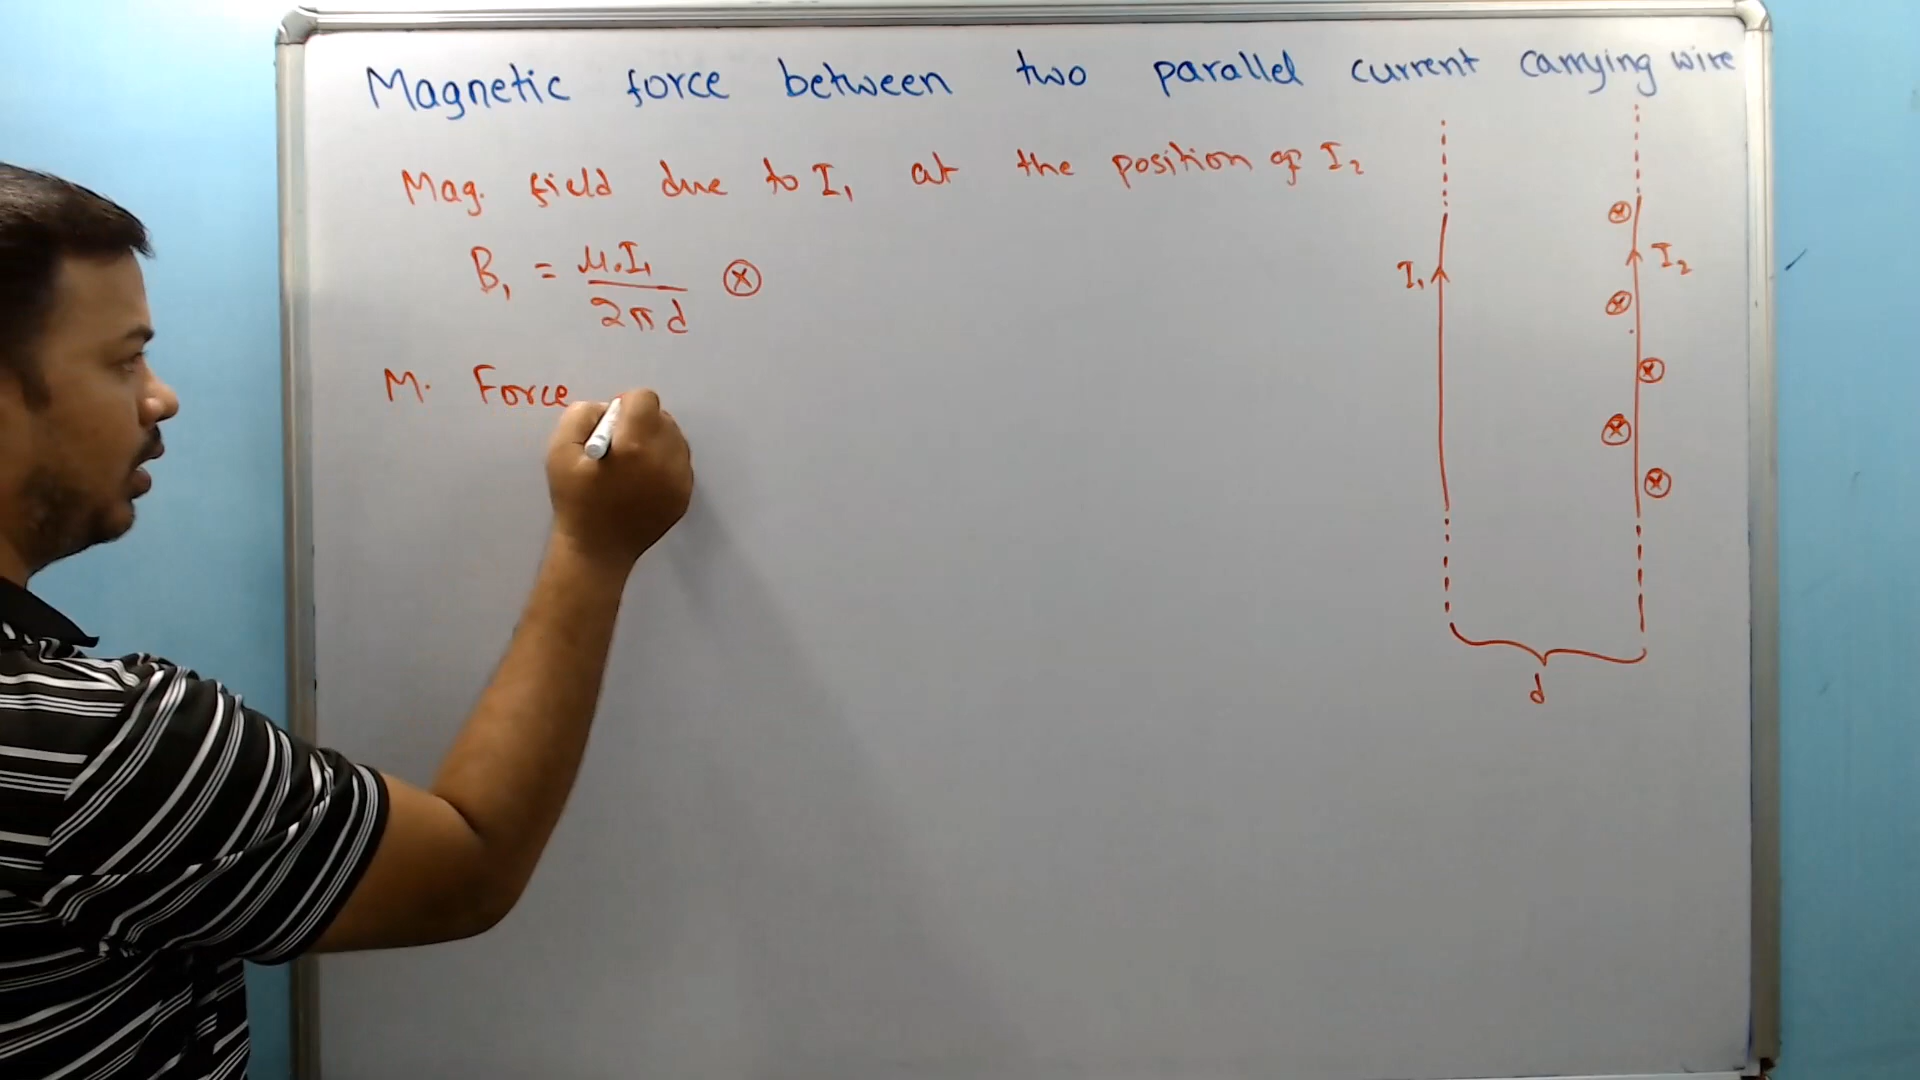 Magnetic force between two parallel current carrying wire
Mag. field due to I₁ at the position of I₂
B₁ = μ₀I₁ / 2πd ⊗
M. Force
I₁
I₂
d